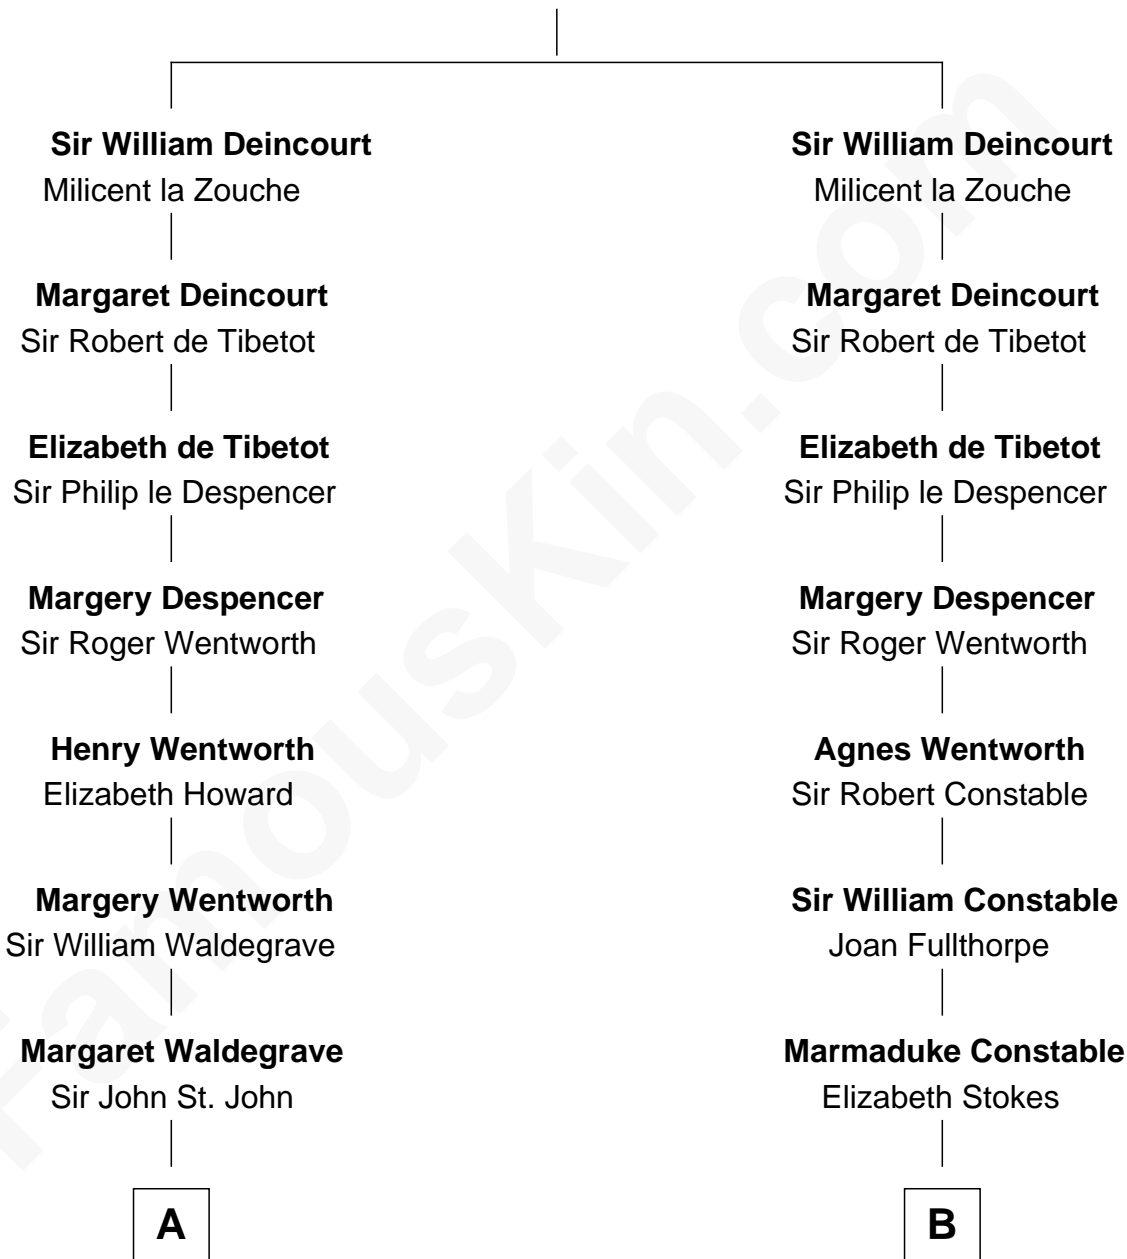 Sir William Deincourt
Milicent la Zouche
Margaret Deincourt
Sir Robert de Tibetot
Elizabeth de Tibetot
Sir Philip le Despencer
Margery Despencer
Sir Roger Wentworth
Henry Wentworth
Elizabeth Howard
Margery Wentworth
Sir William Waldegrave
Margaret Waldegrave
Sir John St. John
A
Sir William Deincourt
Milicent la Zouche
Margaret Deincourt
Sir Robert de Tibetot
Elizabeth de Tibetot
Sir Philip le Despencer
Margery Despencer
Sir Roger Wentworth
Agnes Wentworth
Sir Robert Constable
Sir William Constable
Joan Fullthorpe
Marmaduke Constable
Elizabeth Stokes
B
FamousKin.com